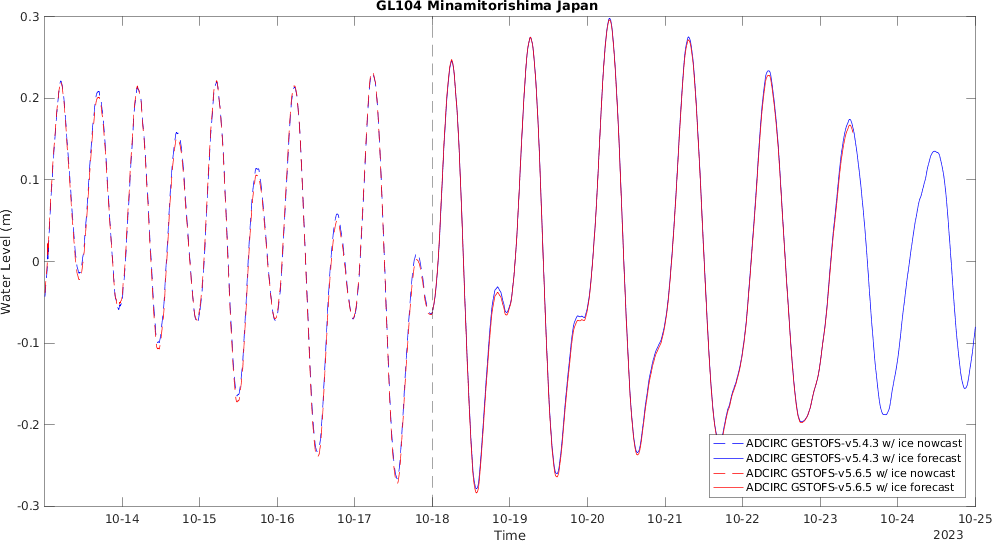 GL104 Minamitorishima Japan
0.3
0.2
0.1
0
-0.1
-0.2
-0.3
Water Level (m)
10-14
10-15
10-16
10-17
10-18
10-19
10-20
10-21
10-22
10-23
10-24
10-25
Time
2023
ADCIRC GESTOFS-v5.4.3 w/ ice nowcast
ADCIRC GESTOFS-v5.4.3 w/ ice forecast
ADCIRC GSTOFS-v5.6.5 w/ ice nowcast
ADCIRC GSTOFS-v5.6.5 w/ ice forecast